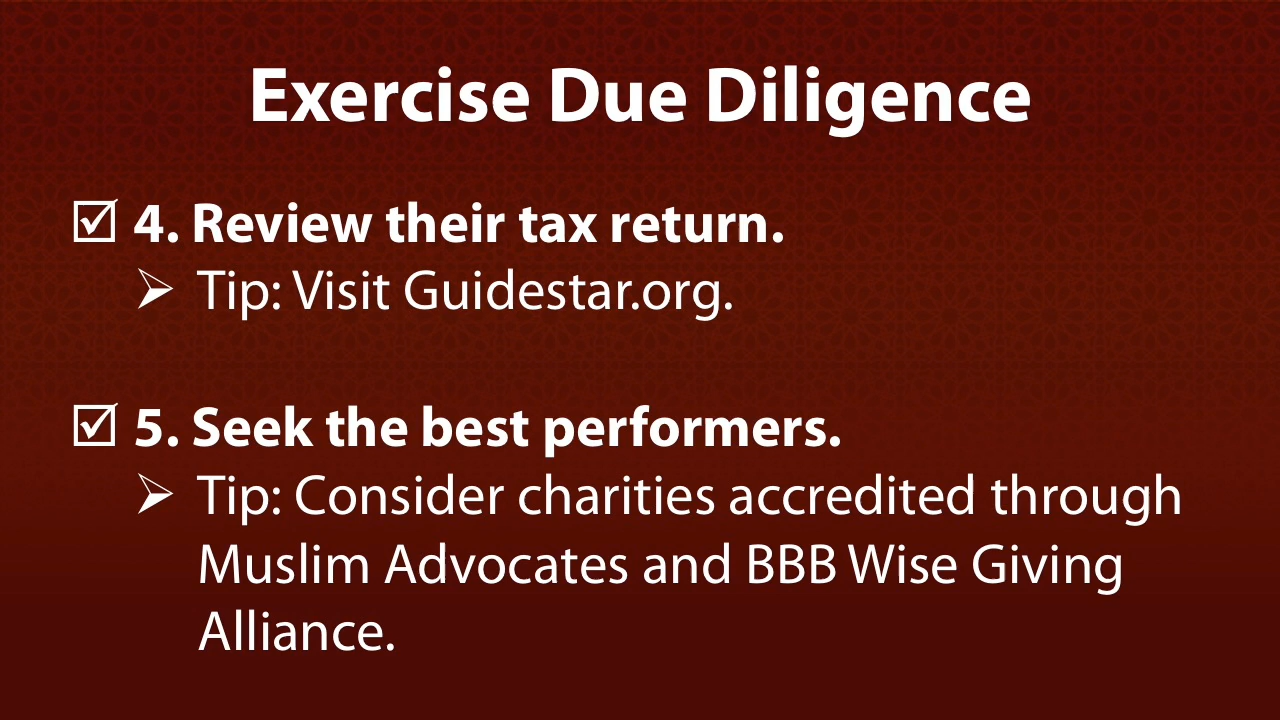 Exercise Due Diligence
☑ 4. Review their tax return.
➢ Tip: Visit Guidestar.org.
☑ 5. Seek the best performers.
➢ Tip: Consider charities accredited through
Muslim Advocates and BBB Wise Giving
Alliance.